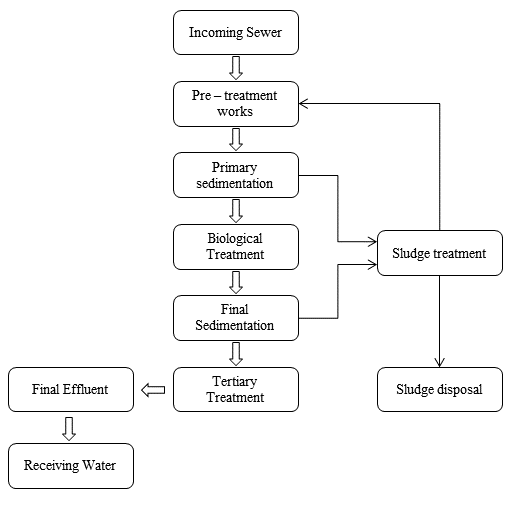 Incoming Sewer
Pre – treatment
works
Primary
sedimentation
Biological
Treatment
Sludge treatment
Final
Sedimentation
Final Effluent
Tertiary
Treatment
Sludge disposal
Receiving Water